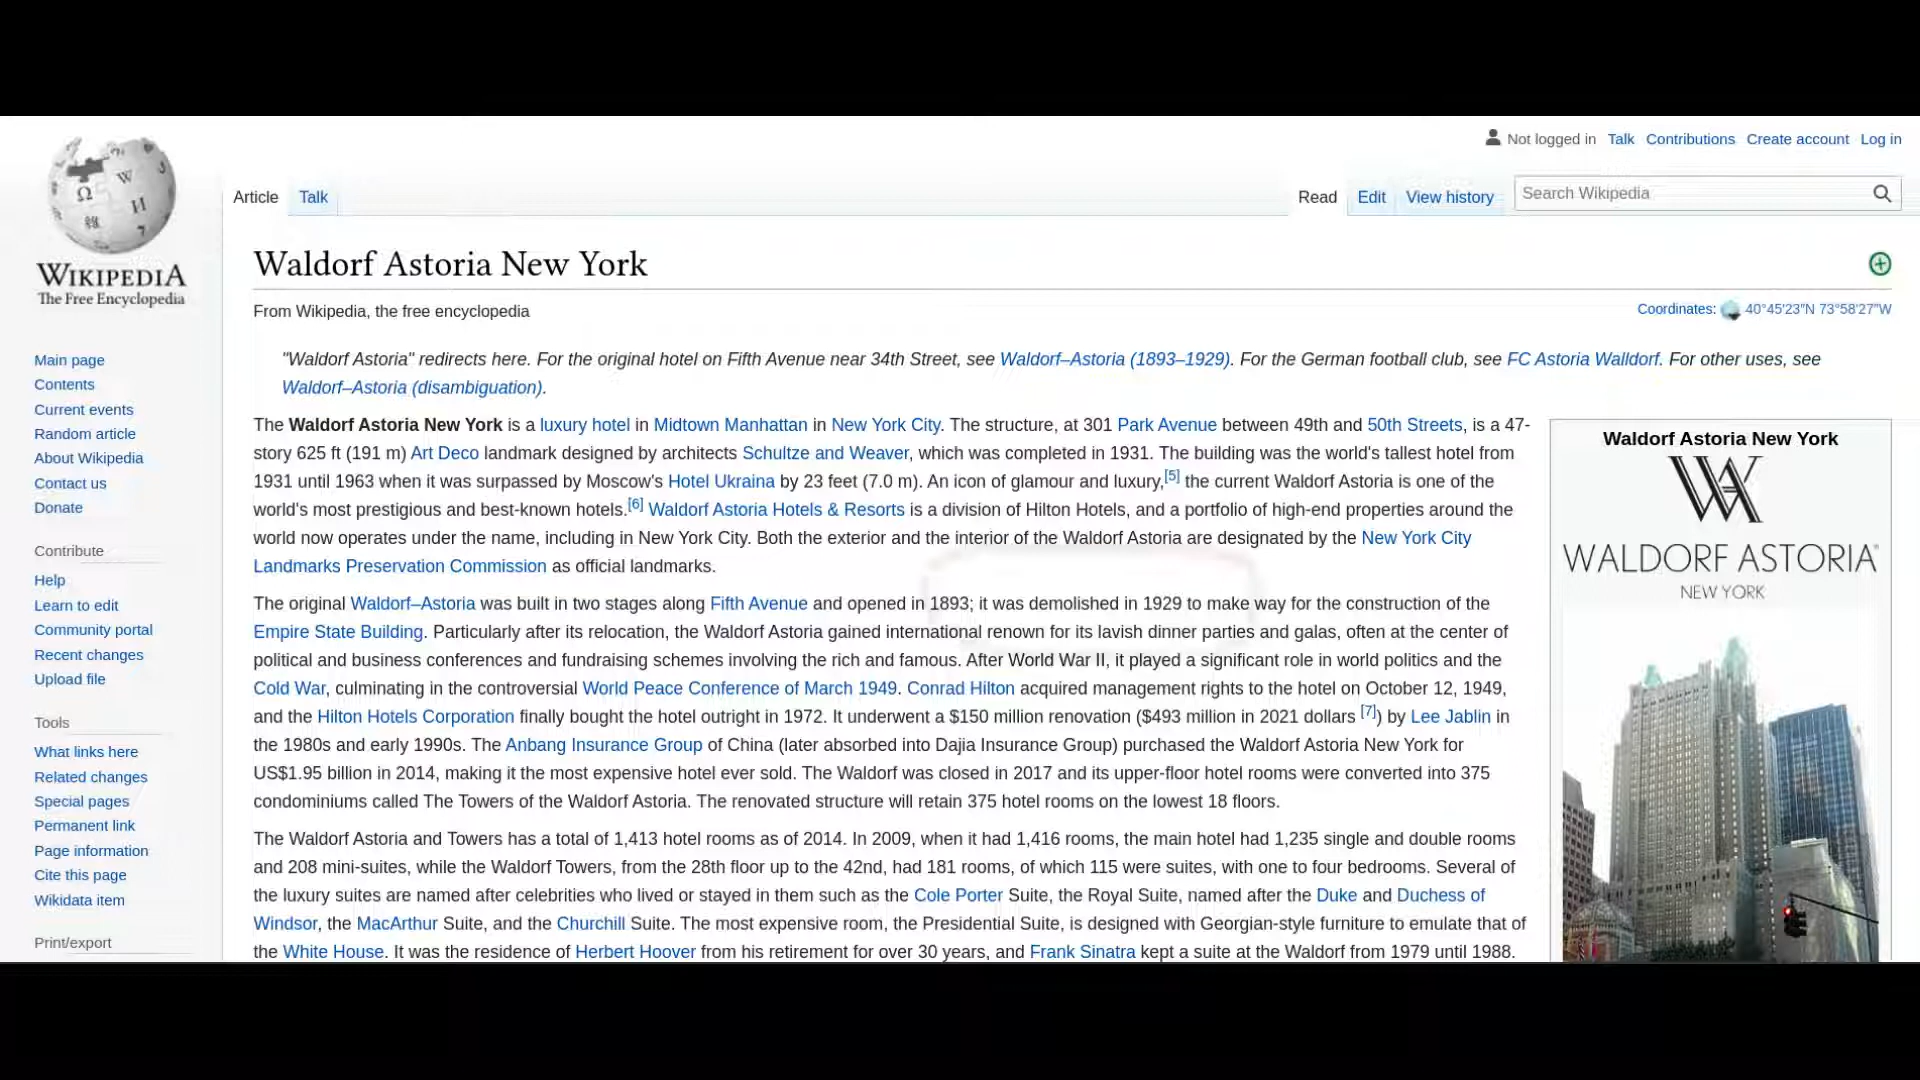 Not logged in Talk Contributions Create account Log in
Article Talk Read Edit View history Search Wikipedia
WIKIPEDIA
The Free Encyclopedia
Main page
Contents
Current events
Random article
About Wikipedia
Contact us
Donate
Contribute
Help
Learn to edit
Community portal
Recent changes
Upload file
Tools
What links here
Related changes
Special pages
Permanent link
Page information
Cite this page
Wikidata item
Print/export
Waldorf Astoria New York
From Wikipedia, the free encyclopedia
Coordinates: 40°45′23″N 73°58′27″W
"Waldorf Astoria" redirects here. For the original hotel on Fifth Avenue near 34th Street, see Waldorf–Astoria (1893–1929). For the German football club, see FC Astoria Walldorf. For other uses, see
Waldorf–Astoria (disambiguation).
The Waldorf Astoria New York is a luxury hotel in Midtown Manhattan in New York City. The structure, at 301 Park Avenue between 49th and 50th Streets, is a 47-
story 625 ft (191 m) Art Deco landmark designed by architects Schultze and Weaver, which was completed in 1931. The building was the world's tallest hotel from
1931 until 1963 when it was surpassed by Moscow's Hotel Ukraina by 23 feet (7.0 m). An icon of glamour and luxury,[5] the current Waldorf Astoria is one of the
world's most prestigious and best-known hotels.[6] Waldorf Astoria Hotels & Resorts is a division of Hilton Hotels, and a portfolio of high-end properties around the
world now operates under the name, including in New York City. Both the exterior and the interior of the Waldorf Astoria are designated by the New York City
Landmarks Preservation Commission as official landmarks.
The original Waldorf–Astoria was built in two stages along Fifth Avenue and opened in 1893; it was demolished in 1929 to make way for the construction of the
Empire State Building. Particularly after its relocation, the Waldorf Astoria gained international renown for its lavish dinner parties and galas, often at the center of
political and business conferences and fundraising schemes involving the rich and famous. After World War II, it played a significant role in world politics and the
Cold War, culminating in the controversial World Peace Conference of March 1949. Conrad Hilton acquired management rights to the hotel on October 12, 1949,
and the Hilton Hotels Corporation finally bought the hotel outright in 1972. It underwent a $150 million renovation ($493 million in 2021 dollars [7]) by Lee Jablin in
the 1980s and early 1990s. The Anbang Insurance Group of China (later absorbed into Dajia Insurance Group) purchased the Waldorf Astoria New York for
US$1.95 billion in 2014, making it the most expensive hotel ever sold. The Waldorf was closed in 2017 and its upper-floor hotel rooms were converted into 375
condominiums called The Towers of the Waldorf Astoria. The renovated structure will retain 375 hotel rooms on the lowest 18 floors.
The Waldorf Astoria and Towers has a total of 1,413 hotel rooms as of 2014. In 2009, when it had 1,416 rooms, the main hotel had 1,235 single and double rooms
and 208 mini-suites, while the Waldorf Towers, from the 28th floor up to the 42nd, had 181 rooms, of which 115 were suites, with one to four bedrooms. Several of
the luxury suites are named after celebrities who lived or stayed in them such as the Cole Porter Suite, the Royal Suite, named after the Duke and Duchess of
Windsor, the MacArthur Suite, and the Churchill Suite. The most expensive room, the Presidential Suite, is designed with Georgian-style furniture to emulate that of
the White House. It was the residence of Herbert Hoover from his retirement for over 30 years, and Frank Sinatra kept a suite at the Waldorf from 1979 until 1988.
Waldorf Astoria New York
WALDORF ASTORIA®
NEW YORK